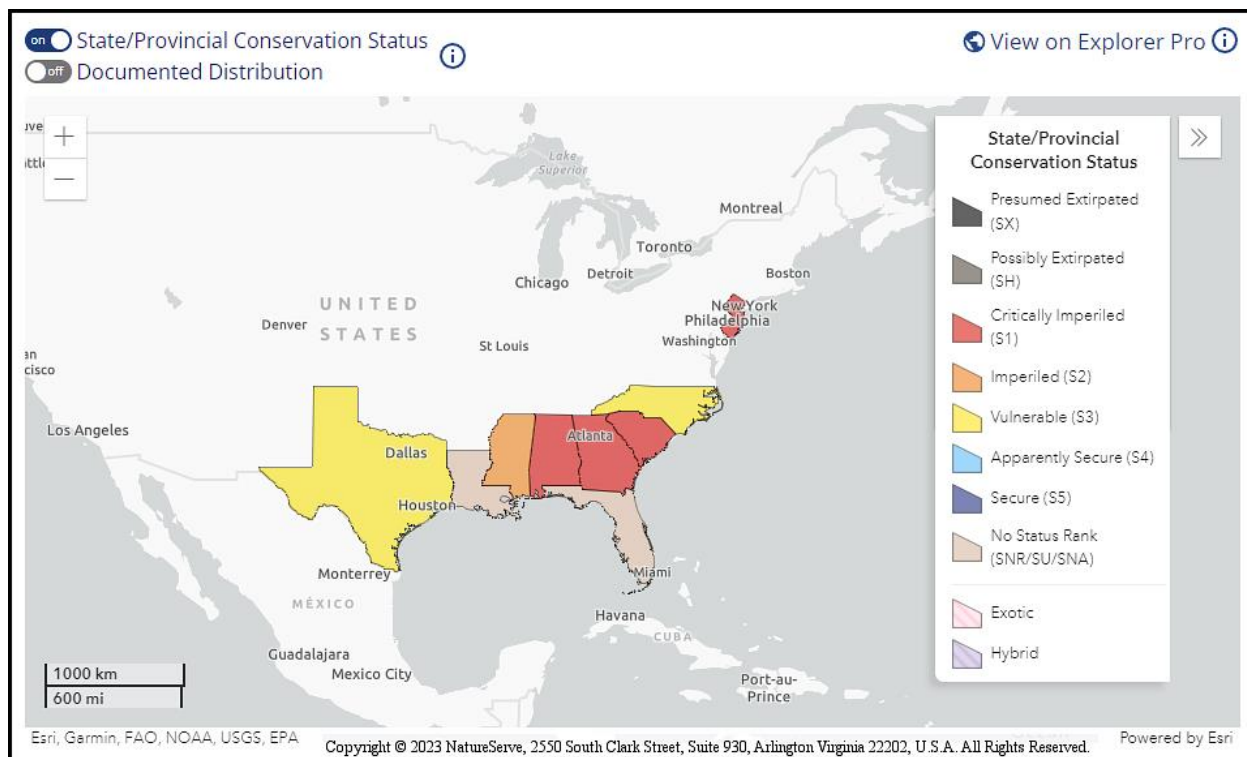 on State/Provincial Conservation Status
off Documented Distribution
View on Explorer Pro
+
−
Lake
Superior
Montreal
Toronto
Boston
Detroit
Chicago
New York
Philadelphia
UNITED
STATES
Denver
Washington
St Louis
Los Angeles
Atlanta
Dallas
Houston
Miami
Monterrey
MÉXICO
Havana
CUBA
Guadalajara
Mexico City
Port-au-
Prince
1000 km
600 mi
State/Provincial
Conservation Status
Presumed Extirpated
(SX)
Possibly Extirpated
(SH)
Critically Imperiled
(S1)
Imperiled (S2)
Vulnerable (S3)
Apparently Secure (S4)
Secure (S5)
No Status Rank
(SNR/SU/SNA)
Exotic
Hybrid
Esri, Garmin, FAO, NOAA, USGS, EPA
Copyright © 2023 NatureServe, 2550 South Clark Street, Suite 930, Arlington Virginia 22202, U.S.A. All Rights Reserved.
Powered by Esri